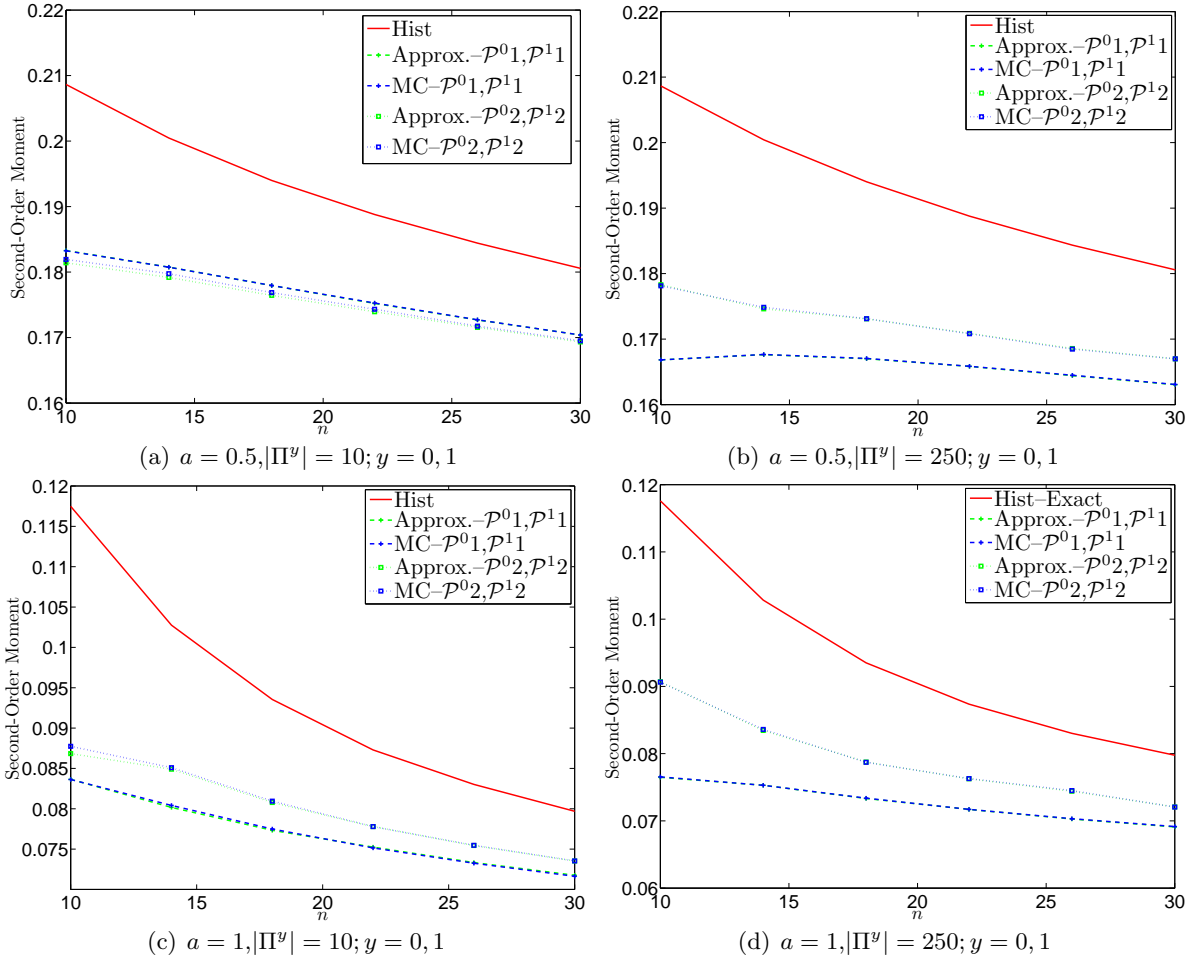 0.22
0.21
0.2
0.19
0.18
0.17
0.16
Second-Order Moment
10 15 20 25 30
n
Hist
Approx.–𝒫⁰1,𝒫¹1
MC–𝒫⁰1,𝒫¹1
Approx.–𝒫⁰2,𝒫¹2
MC–𝒫⁰2,𝒫¹2
(a) a = 0.5,|Π^y| = 10; y = 0, 1
0.22
0.21
0.2
0.19
0.18
0.17
0.16
Second-Order Moment
10 15 20 25 30
n
Hist
Approx.–𝒫⁰1,𝒫¹1
MC–𝒫⁰1,𝒫¹1
Approx.–𝒫⁰2,𝒫¹2
MC–𝒫⁰2,𝒫¹2
(b) a = 0.5,|Π^y| = 250; y = 0, 1
0.12
0.115
0.11
0.105
0.1
0.095
0.09
0.085
0.08
0.075
Second-Order Moment
10 15 20 25 30
n
Hist
Approx.–𝒫⁰1,𝒫¹1
MC–𝒫⁰1,𝒫¹1
Approx.–𝒫⁰2,𝒫¹2
MC–𝒫⁰2,𝒫¹2
(c) a = 1,|Π^y| = 10; y = 0, 1
0.12
0.11
0.1
0.09
0.08
0.07
0.06
Second-Order Moment
10 15 20 25 30
n
Hist–Exact
Approx.–𝒫⁰1,𝒫¹1
MC–𝒫⁰1,𝒫¹1
Approx.–𝒫⁰2,𝒫¹2
MC–𝒫⁰2,𝒫¹2
(d) a = 1,|Π^y| = 250; y = 0, 1